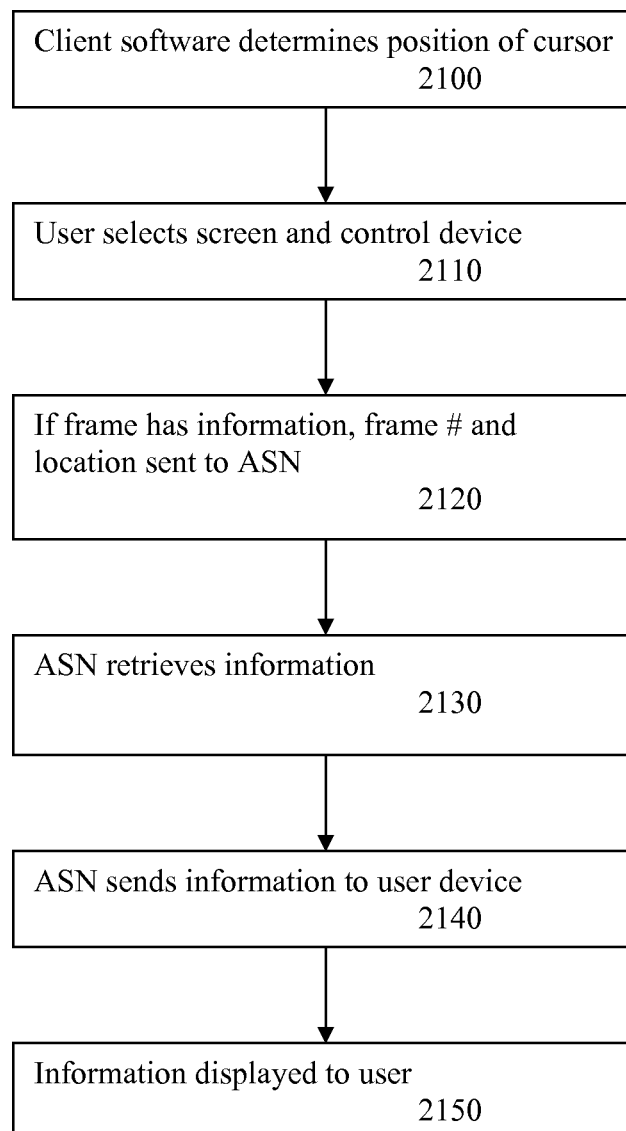 Client software determines position of cursor
2100
User selects screen and control device
2110
If frame has information, frame # and
location sent to ASN
2120
ASN retrieves information
2130
ASN sends information to user device
2140
Information displayed to user
2150